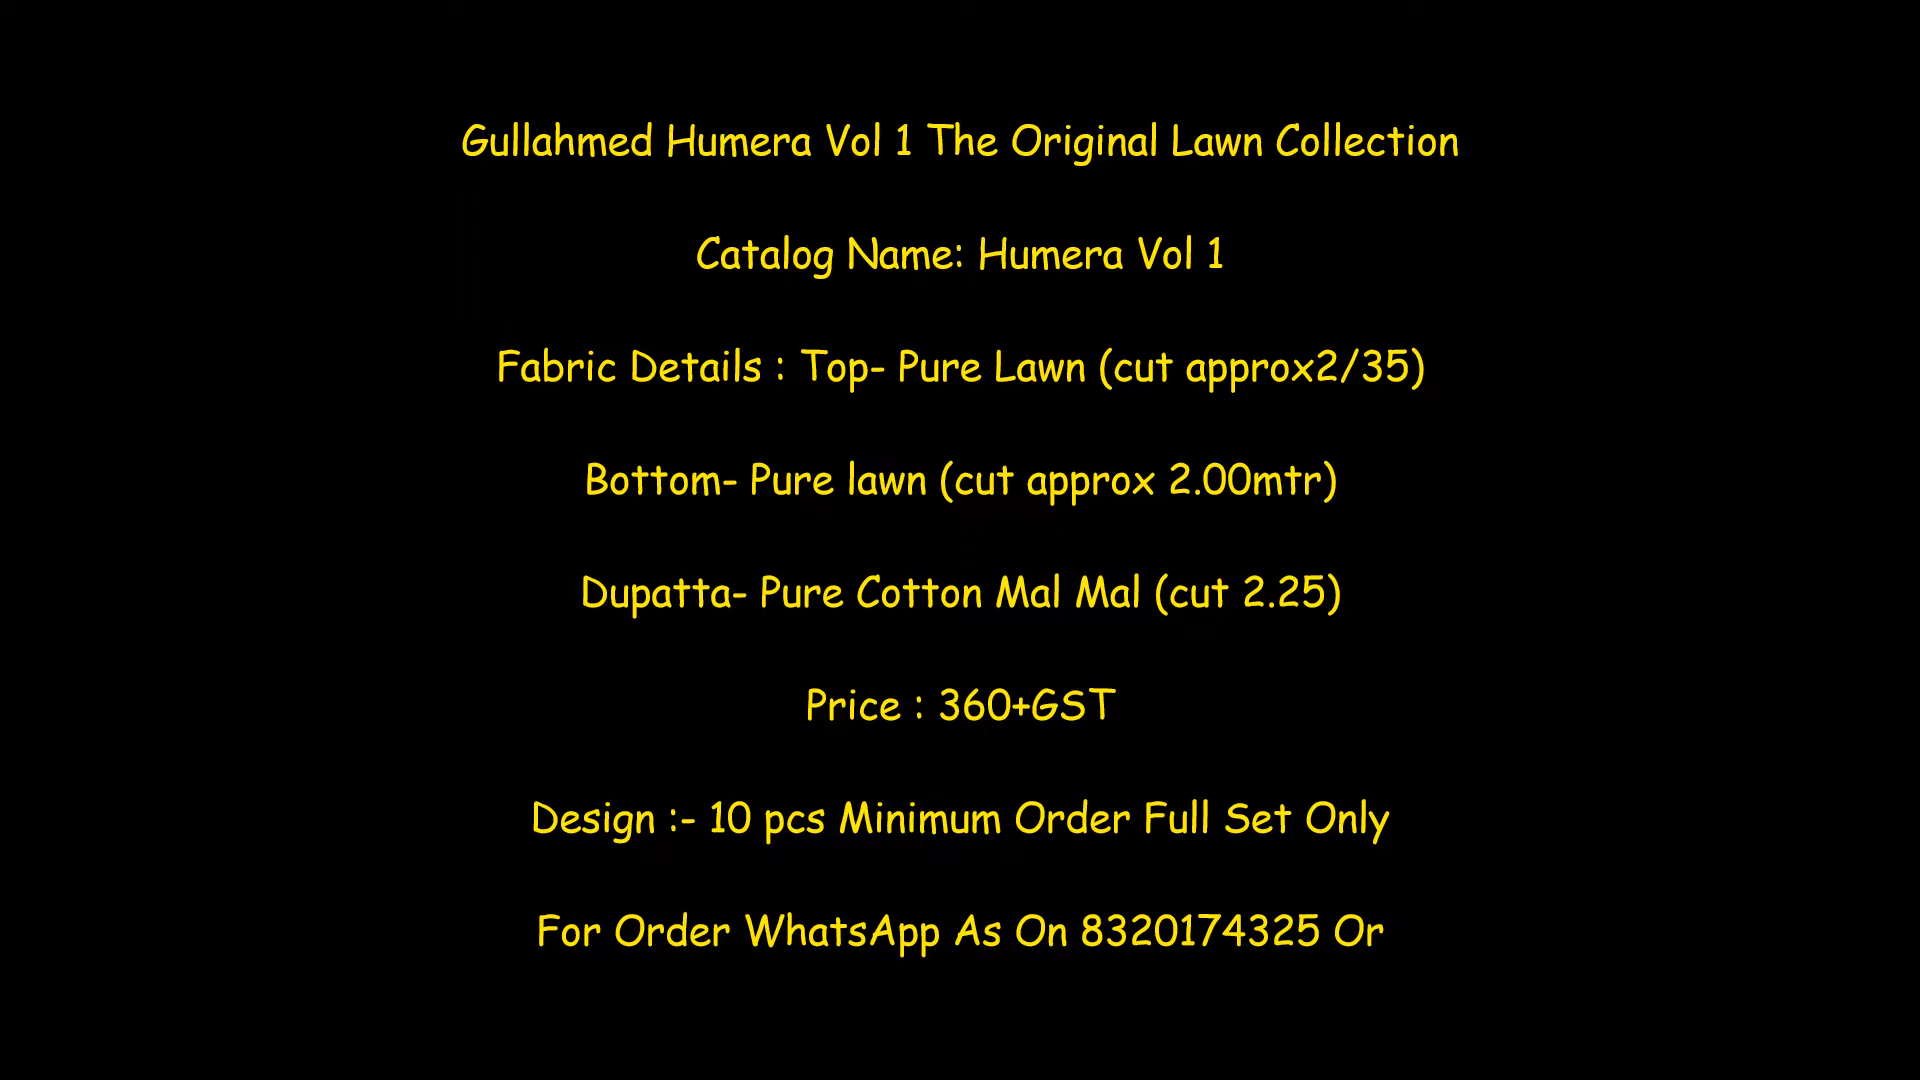 Gullahmed Humera Vol 1 The Original Lawn Collection
Catalog Name: Humera Vol 1
Fabric Details : Top- Pure Lawn (cut approx2/35)
Bottom- Pure lawn (cut approx 2.00mtr)
Dupatta- Pure Cotton Mal Mal (cut 2.25)
Price : 360+GST
Design :- 10 pcs Minimum Order Full Set Only
For Order WhatsApp As On 8320174325 Or